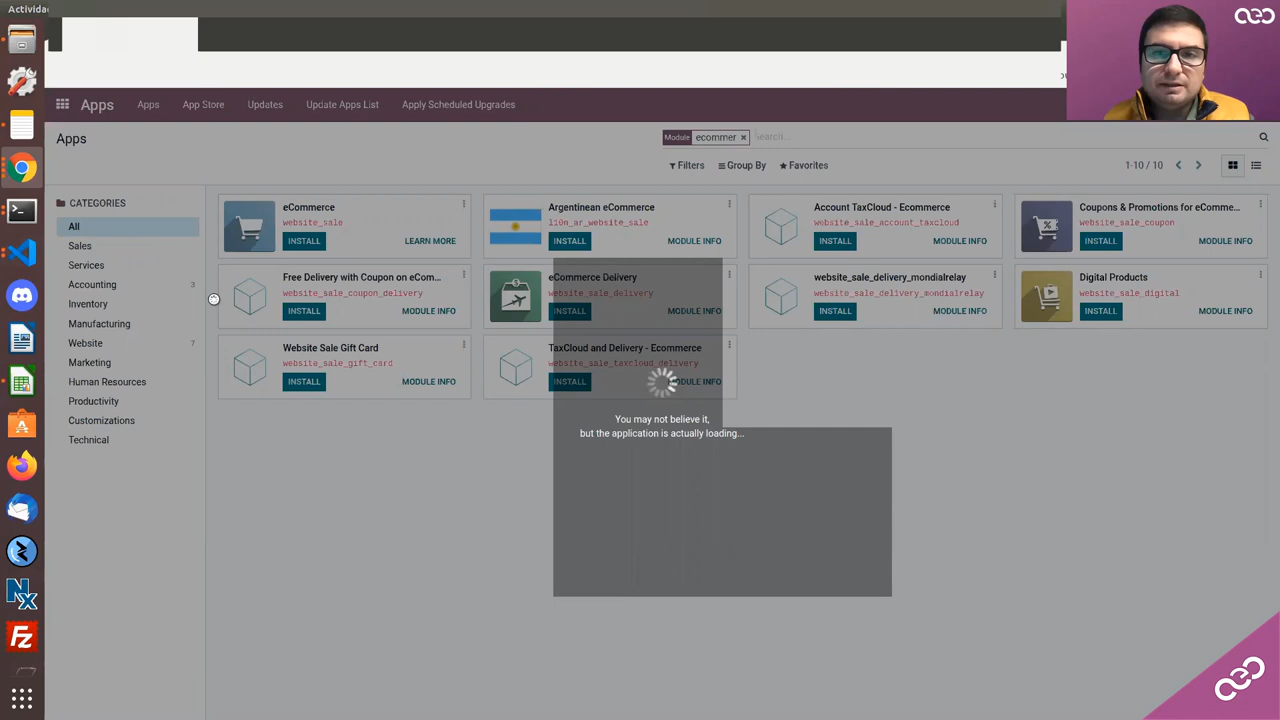 Activida
Apps
Apps
App Store
Updates
Update Apps List
Apply Scheduled Upgrades
Apps
Module ecommer × Search...
Filters
Group By
Favorites
1-10 / 10
CATEGORIES
All
Sales
Services
Accounting 3
Inventory
Manufacturing
Website 7
Marketing
Human Resources
Productivity
Customizations
Technical
eCommerce
website_sale
INSTALL LEARN MORE
Argentinean eCommerce
l10n_ar_website_sale
INSTALL MODULE INFO
Account TaxCloud - Ecommerce
website_sale_account_taxcloud
INSTALL MODULE INFO
Coupons & Promotions for eComme...
website_sale_coupon
INSTALL MODULE INFO
Free Delivery with Coupon on eCom...
website_sale_coupon_delivery
INSTALL MODULE INFO
eCommerce Delivery
website_sale_delivery
INSTALL MODULE INFO
website_sale_delivery_mondialrelay
website_sale_delivery_mondialrelay
INSTALL MODULE INFO
Digital Products
website_sale_digital
INSTALL MODULE INFO
Website Sale Gift Card
website_sale_gift_card
INSTALL MODULE INFO
TaxCloud and Delivery - Ecommerce
website_sale_taxcloud_delivery
INSTALL MODULE INFO
You may not believe it,
but the application is actually loading...